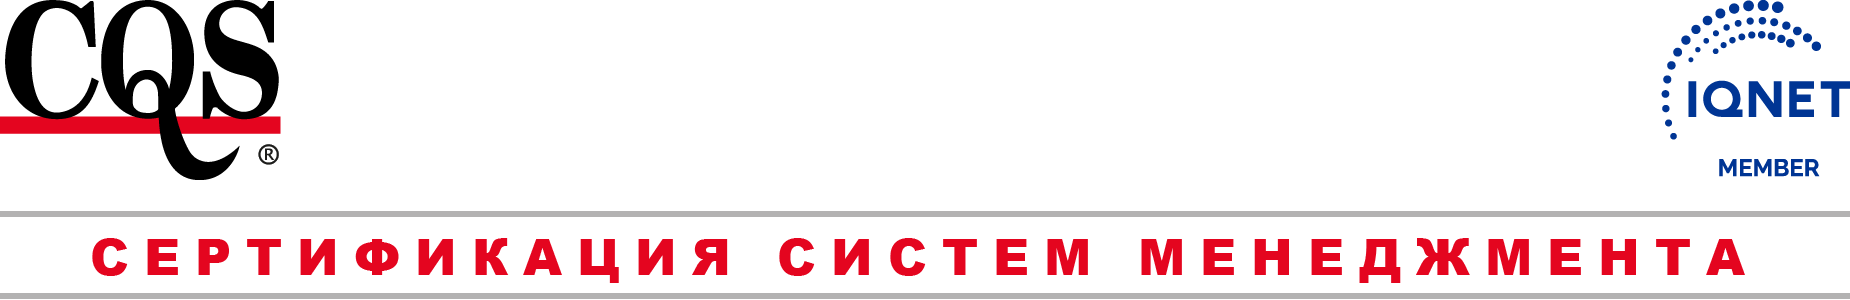 CQS
®
IQNET
MEMBER
СЕРТИФИКАЦИЯ СИСТЕМ МЕНЕДЖМЕНТА